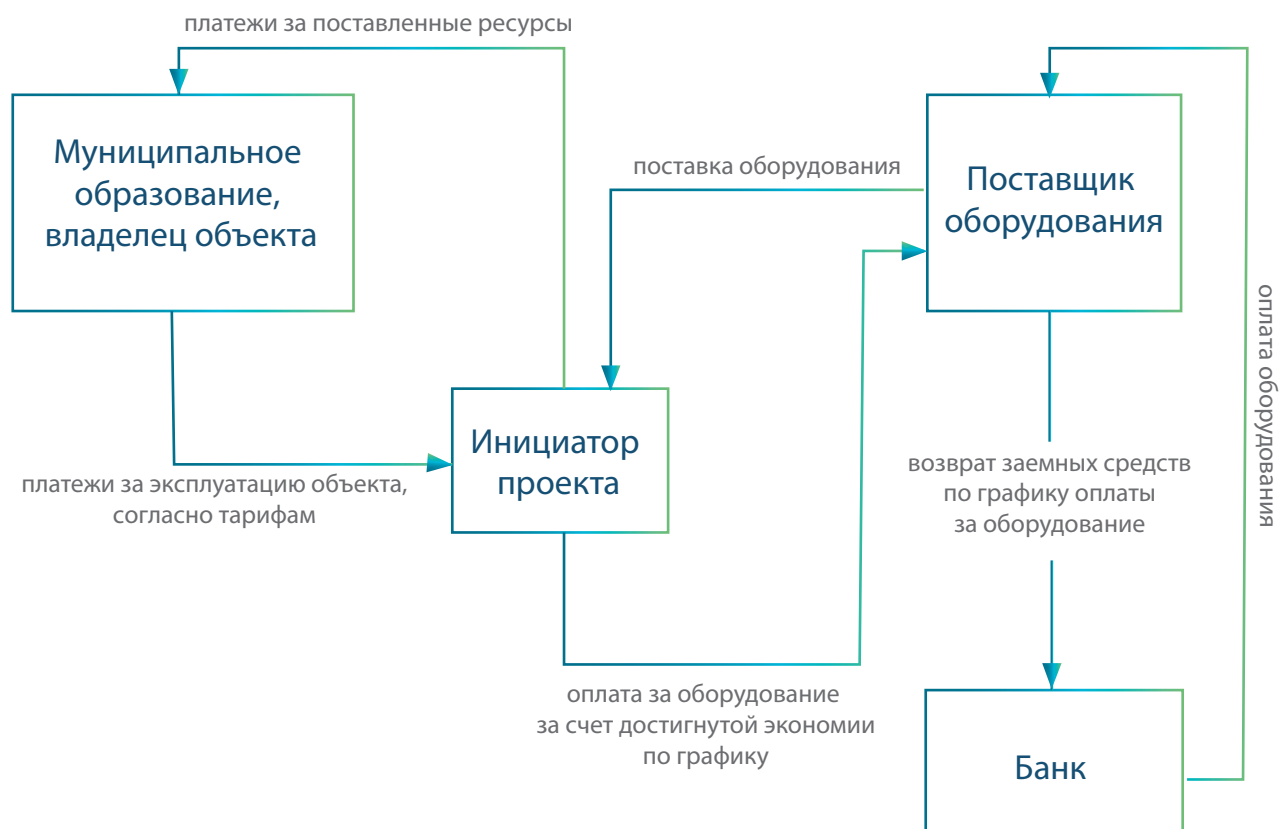 платежи за поставленные ресурсы
Муниципальное
образование,
владелец объекта
поставка оборудования
Поставщик
оборудования
оплата оборудования
Инициатор
проекта
платежи за эксплуатацию объекта,
согласно тарифам
возврат заемных средств
по графику оплаты
за оборудование
оплата за оборудование
за счет достигнутой экономии
по графику
Банк